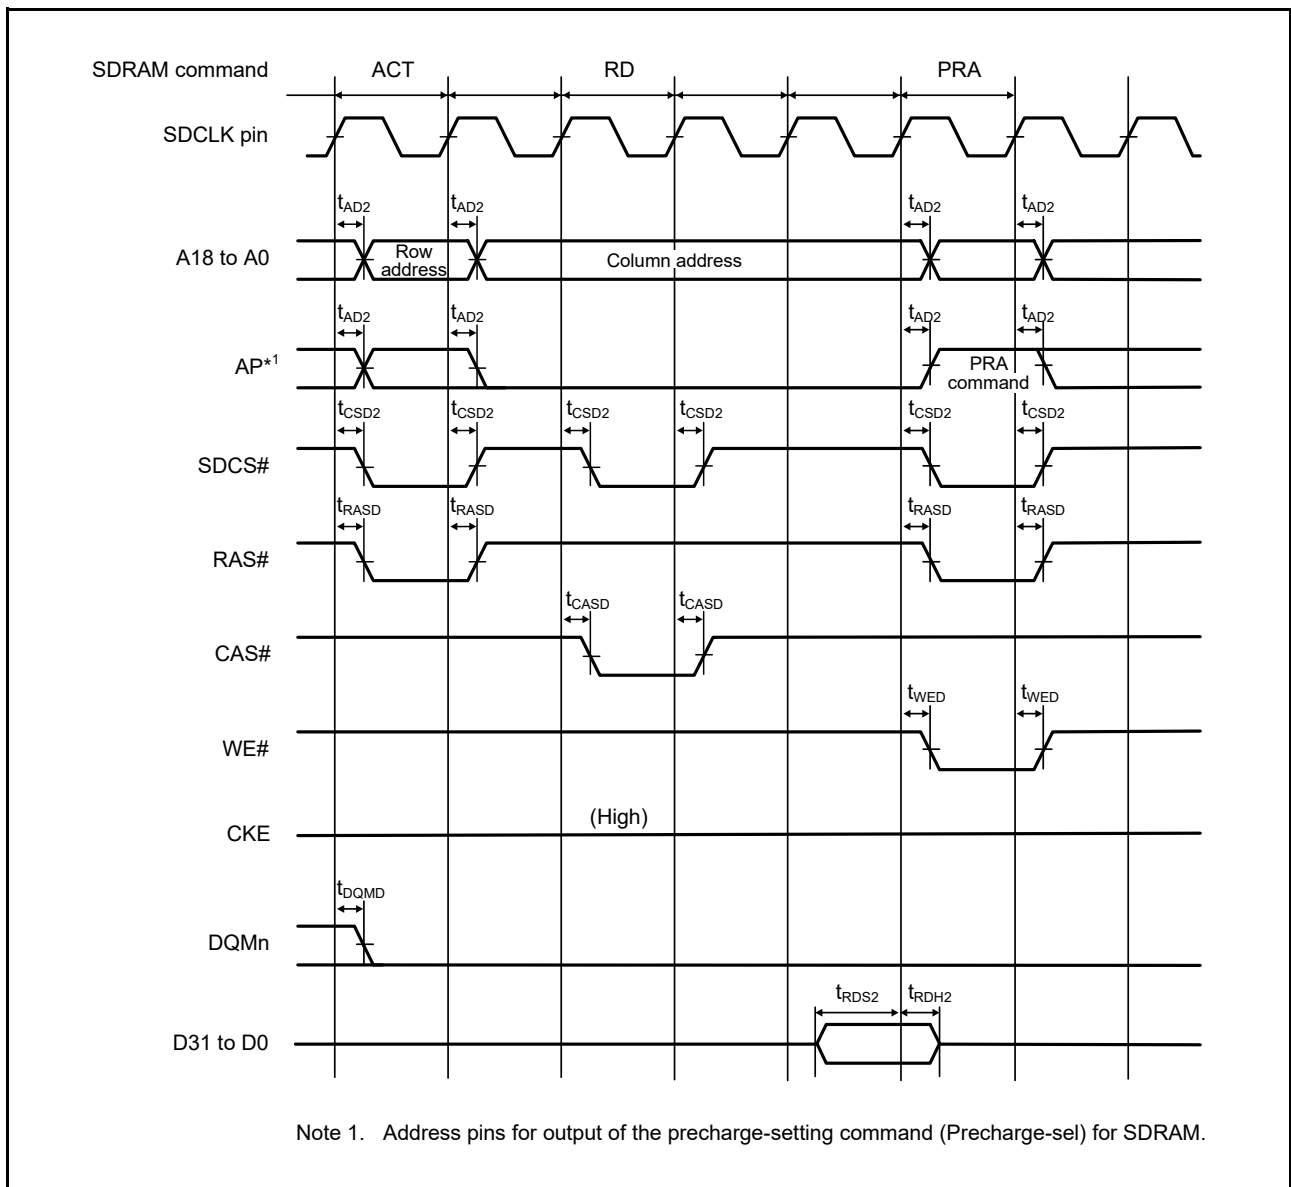 SDRAM command ACT RD PRA
SDCLK pin
tAD2 tAD2 tAD2 tAD2
A18 to A0 Row address Column address
tAD2 tAD2 tAD2 tAD2
AP*1 PRA command
tCSD2 tCSD2 tCSD2 tCSD2 tCSD2 tCSD2
SDCS#
tRASD tRASD tRASD tRASD
RAS#
tCASD tCASD
CAS#
tWED tWED
WE#
(High)
CKE
tDQMD
DQMn
tRDS2 tRDH2
D31 to D0
Note 1. Address pins for output of the precharge-setting command (Precharge-sel) for SDRAM.